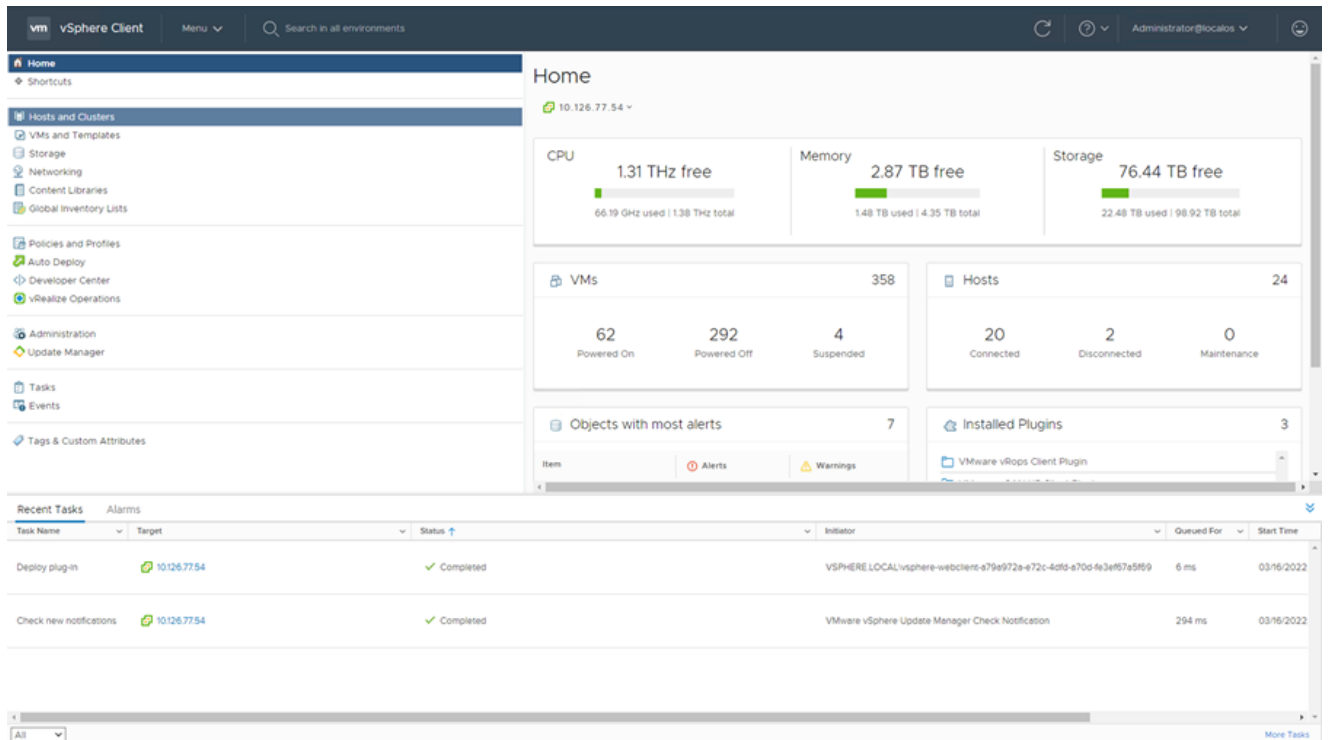 vm vSphere Client Menu Search in all environments Administrator@localos
Home
Shortcuts
Hosts and Clusters
VMs and Templates
Storage
Networking
Content Libraries
Global Inventory Lists
Policies and Profiles
Auto Deploy
Developer Center
vRealize Operations
Administration
Update Manager
Tasks
Events
Tags & Custom Attributes
Home
10.126.77.54
CPU
1.31 THz free
66.19 GHz used | 1.38 THz total
Memory
2.87 TB free
1.48 TB used | 4.35 TB total
Storage
76.44 TB free
22.48 TB used | 98.92 TB total
VMs 358
62 292 4
Powered On Powered Off Suspended
Hosts 24
20 2 0
Connected Disconnected Maintenance
Objects with most alerts 7
Item Alerts Warnings
Installed Plugins 3
VMware vRops Client Plugin
Recent Tasks Alarms
Task Name Target Status Initiator Queued For Start Time
Deploy plug-in 10.126.77.54 Completed VSPHERE.LOCAL\vsphere-webclient-a79a972a-e72c-4dfd-a70d-fe3ef67a5f69 6 ms 03/16/2022
Check new notifications 10.126.77.54 Completed VMware vSphere Update Manager Check Notification 294 ms 03/16/2022
All More Tasks